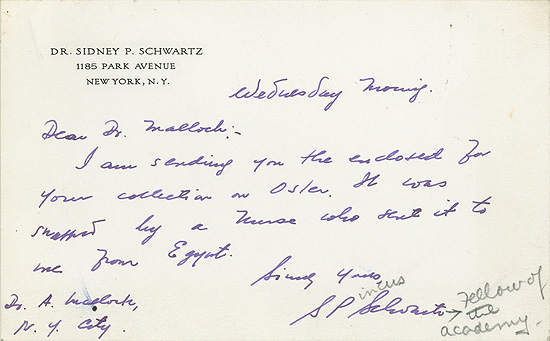 DR. SIDNEY P. SCHWARTZ
1185 PARK AVENUE
NEW YORK, N.Y.
Wednesday Morning.
Dear Dr. Malloch:-
I am sending you the enclosed for
your collection on Osler. It was
snapped by a Nurse who sent it to
me from Egypt.
Sincerely Yours
S P Schwartz → Fellow of
the
academy.
Dr. A. Malloch,
N. Y. City.